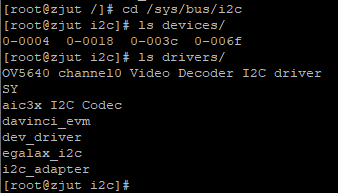 [root@zjut /]# cd /sys/bus/i2c
[root@zjut i2c]# ls devices/
0-0004  0-0018  0-003c  0-006f
[root@zjut i2c]# ls drivers/
OV5640 channel0 Video Decoder I2C driver
SY
aic3x I2C Codec
davinci_evm
dev_driver
egalax_i2c
i2c_adapter
[root@zjut i2c]#